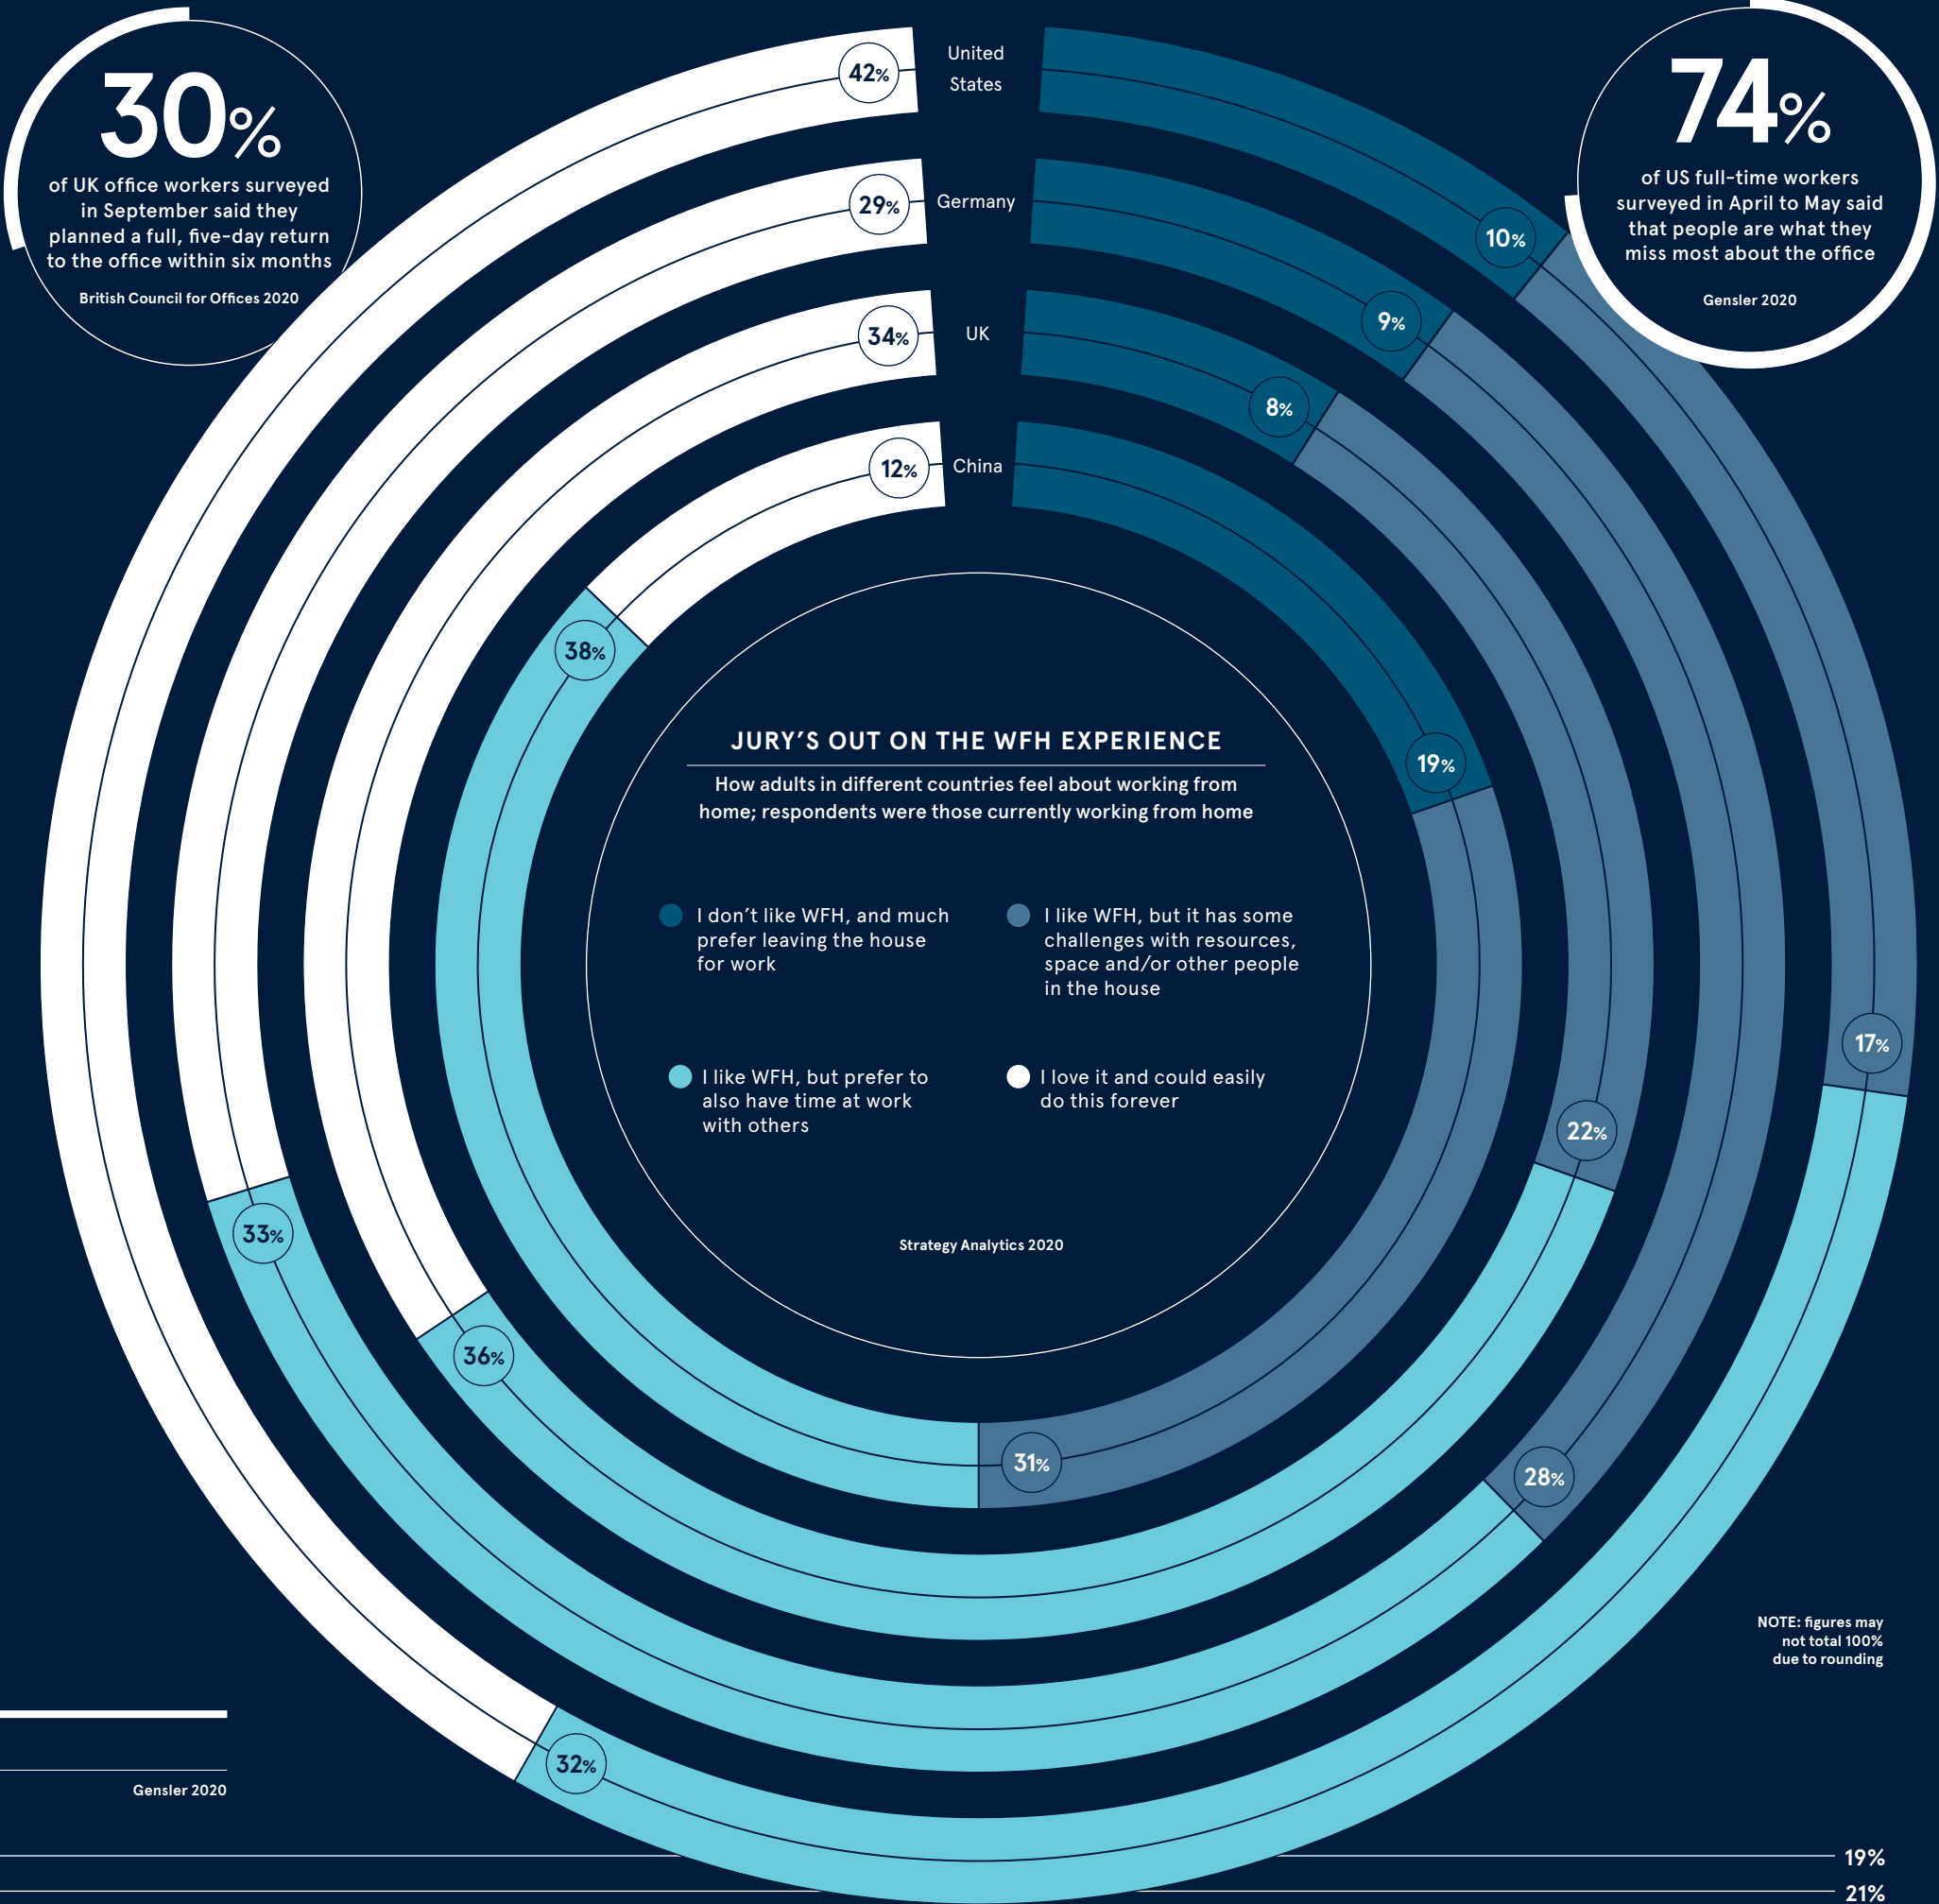 30%
of UK office workers surveyed
in September said they
planned a full, five-day return
to the office within six months
British Council for Offices 2020
74%
of US full-time workers
surveyed in April to May said
that people are what they
miss most about the office
Gensler 2020
42%
United
States
10%
29%
Germany
9%
34%
UK
8%
12%
China
38%
19%
JURY’S OUT ON THE WFH EXPERIENCE
How adults in different countries feel about working from
home; respondents were those currently working from home
I don’t like WFH, and much
prefer leaving the house
for work
I like WFH, but it has some
challenges with resources,
space and/or other people
in the house
I like WFH, but prefer to
also have time at work
with others
I love it and could easily
do this forever
Strategy Analytics 2020
17%
22%
33%
36%
31%
28%
32%
NOTE: figures may
not total 100%
due to rounding
Gensler 2020
19%
21%